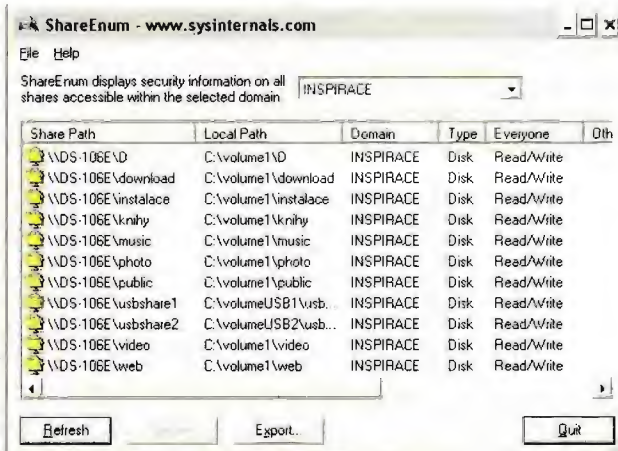 ShareEnum - www.sysinternals.com
File Help
ShareEnum displays security information on all
shares accessible within the selected domain
INSPIRACE
Share Path Local Path Domain Type Everyone Oth
\\DS-106E\D C:\volume1\D INSPIRACE Disk Read/Write
\\DS-106E\download C:\volume1\download INSPIRACE Disk Read/Write
\\DS-106E\instalace C:\volume1\instalace INSPIRACE Disk Read/Write
\\DS-106E\knihy C:\volume1\knihy INSPIRACE Disk Read/Write
\\DS-106E\music C:\volume1\music INSPIRACE Disk Read/Write
\\DS-106E\photo C:\volume1\photo INSPIRACE Disk Read/Write
\\DS-106E\public C:\volume1\public INSPIRACE Disk Read/Write
\\DS-106E\usbshare1 C:\volumeUSB1\usb... INSPIRACE Disk Read/Write
\\DS-106E\usbshare2 C:\volumeUSB2\usb... INSPIRACE Disk Read/Write
\\DS-106E\video C:\volume1\video INSPIRACE Disk Read/Write
\\DS-106E\web C:\volume1\web INSPIRACE Disk Read/Write
Refresh Export... Quit